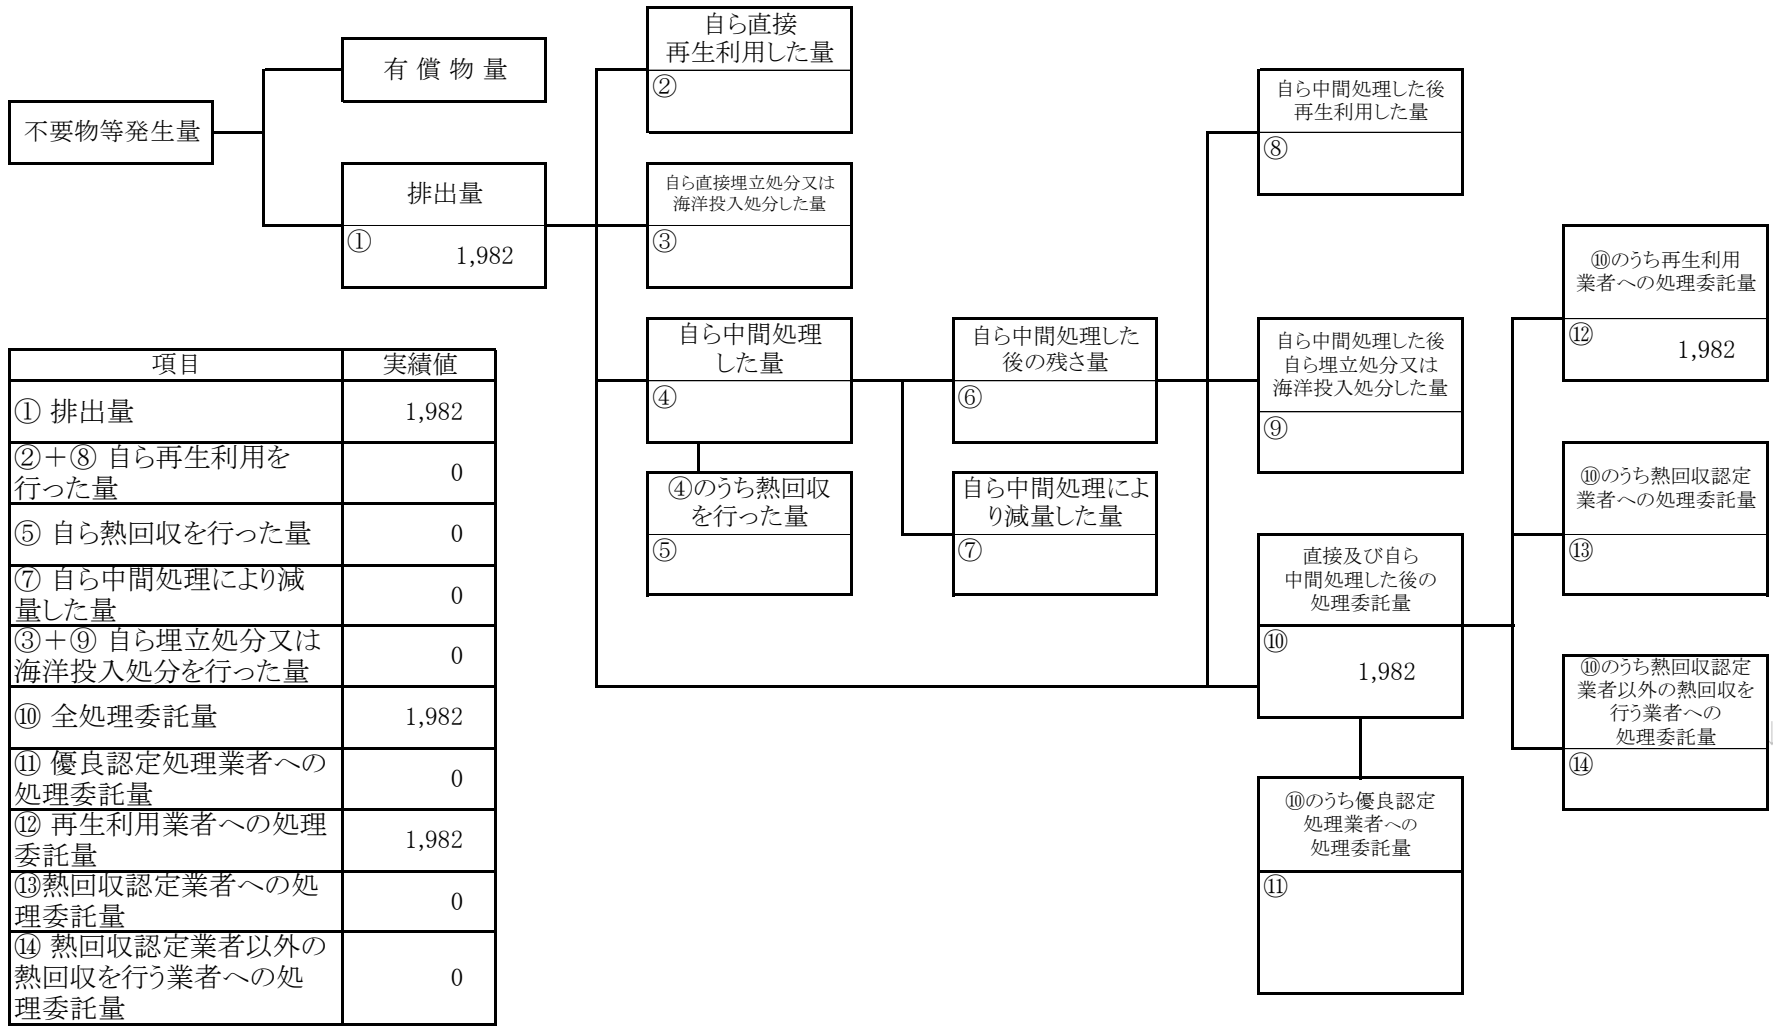 不要物等発生量
有 償 物 量
排出量
①
1,982
自ら直接
再生利用した量
②
自ら直接埋立処分又は
海洋投入処分した量
③
自ら中間処理
した量
④
④のうち熱回収
を行った量
⑤
自ら中間処理した
後の残さ量
⑥
自ら中間処理によ
り減量した量
⑦
自ら中間処理した後
再生利用した量
⑧
自ら中間処理した後
自ら埋立処分又は
海洋投入処分した量
⑨
直接及び自ら
中間処理した後の
処理委託量
⑩
1,982
⑩のうち優良認定
処理業者への
処理委託量
⑪
⑩のうち再生利用
業者への処理委託量
⑫
1,982
⑩のうち熱回収認定
業者への処理委託量
⑬
⑩のうち熱回収認定
業者以外の熱回収を
行う業者への
処理委託量
⑭
項目 実績値
① 排出量 1,982
②＋⑧ 自ら再生利用を
行った量 0
⑤ 自ら熱回収を行った量 0
⑦ 自ら中間処理により減
量した量 0
③＋⑨ 自ら埋立処分又は
海洋投入処分を行った量 0
⑩ 全処理委託量 1,982
⑪ 優良認定処理業者への
処理委託量 0
⑫ 再生利用業者への処理
委託量 1,982
⑬熱回収認定業者への処
理委託量 0
⑭ 熱回収認定業者以外の
熱回収を行う業者への処 0
理委託量